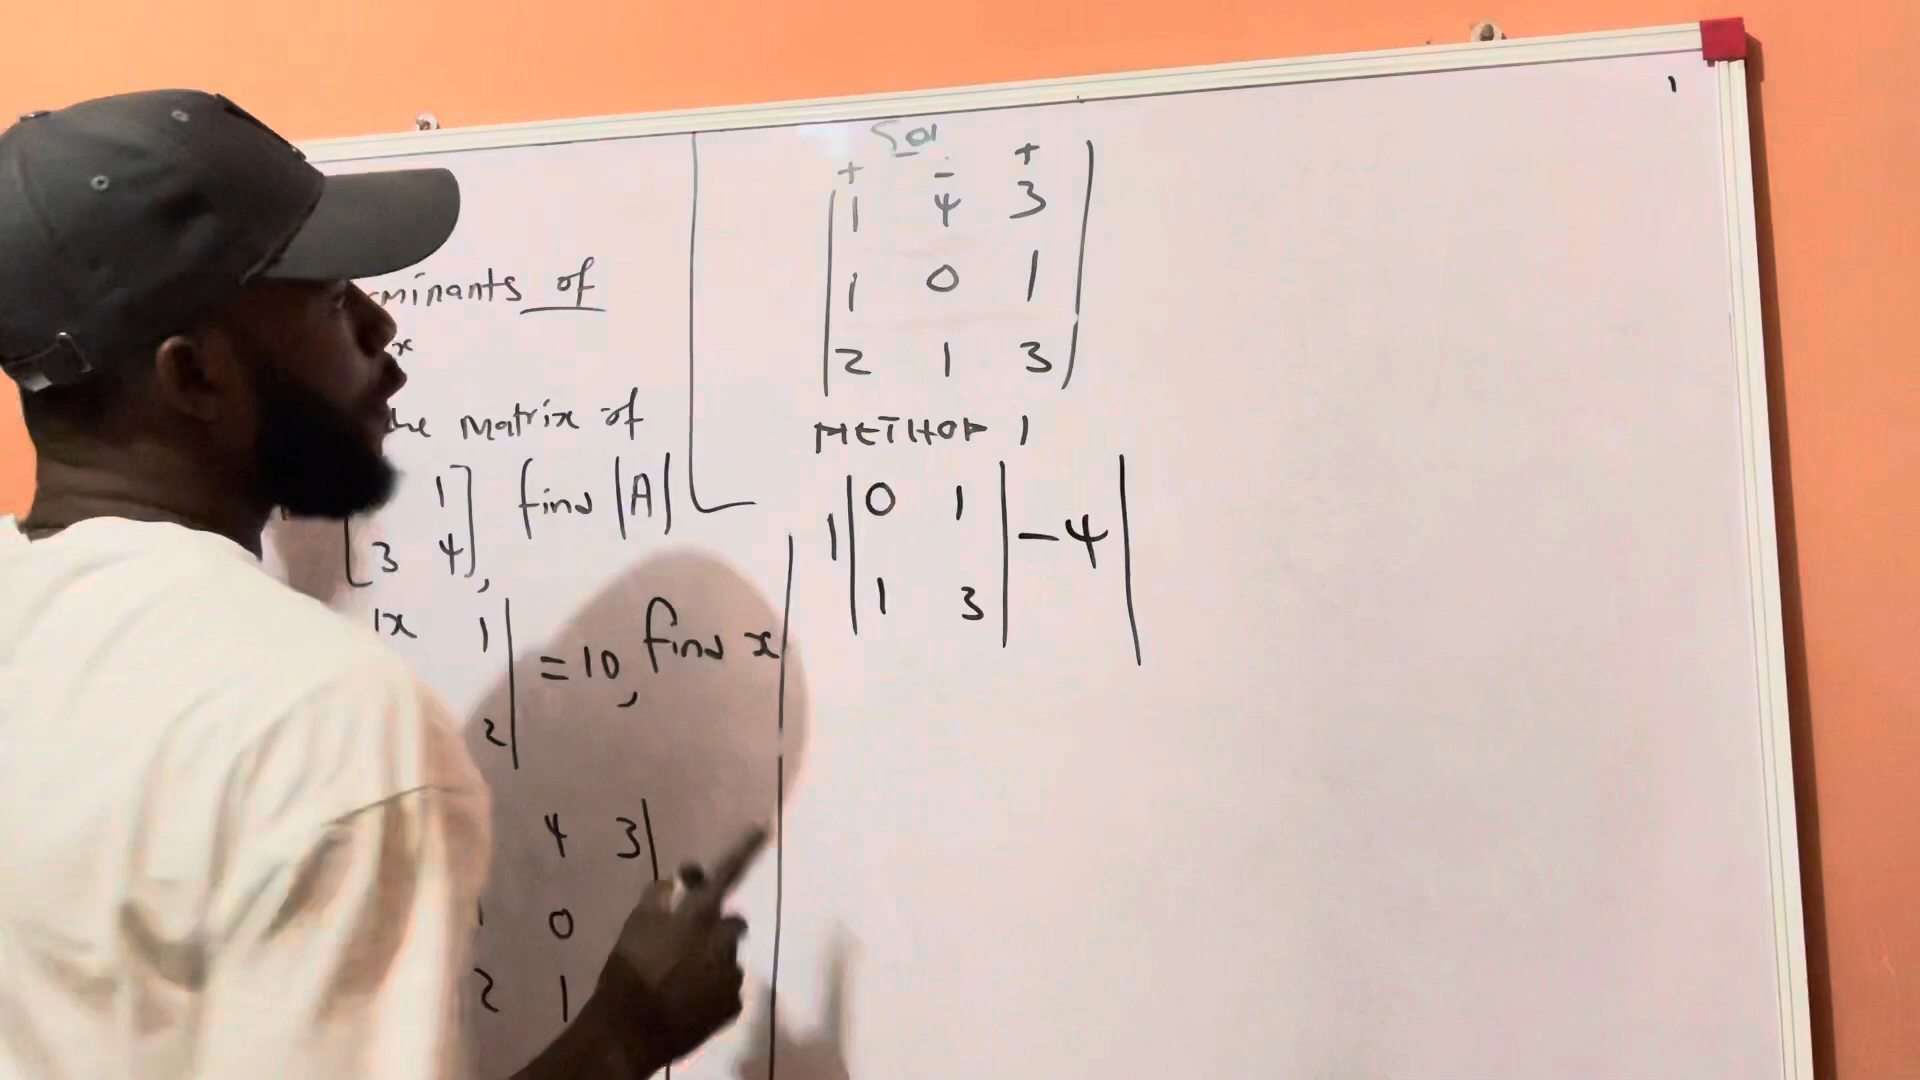 minants of
x
the matrix of
1
3 4 , find |A|
1x 1
2 = 10, find x
4 3
1 0
2 1
Sol
+ - +
1 4 3
1 0 1
2 1 3
METHOD 1
1 | 0 1 | - 4 |
1 3